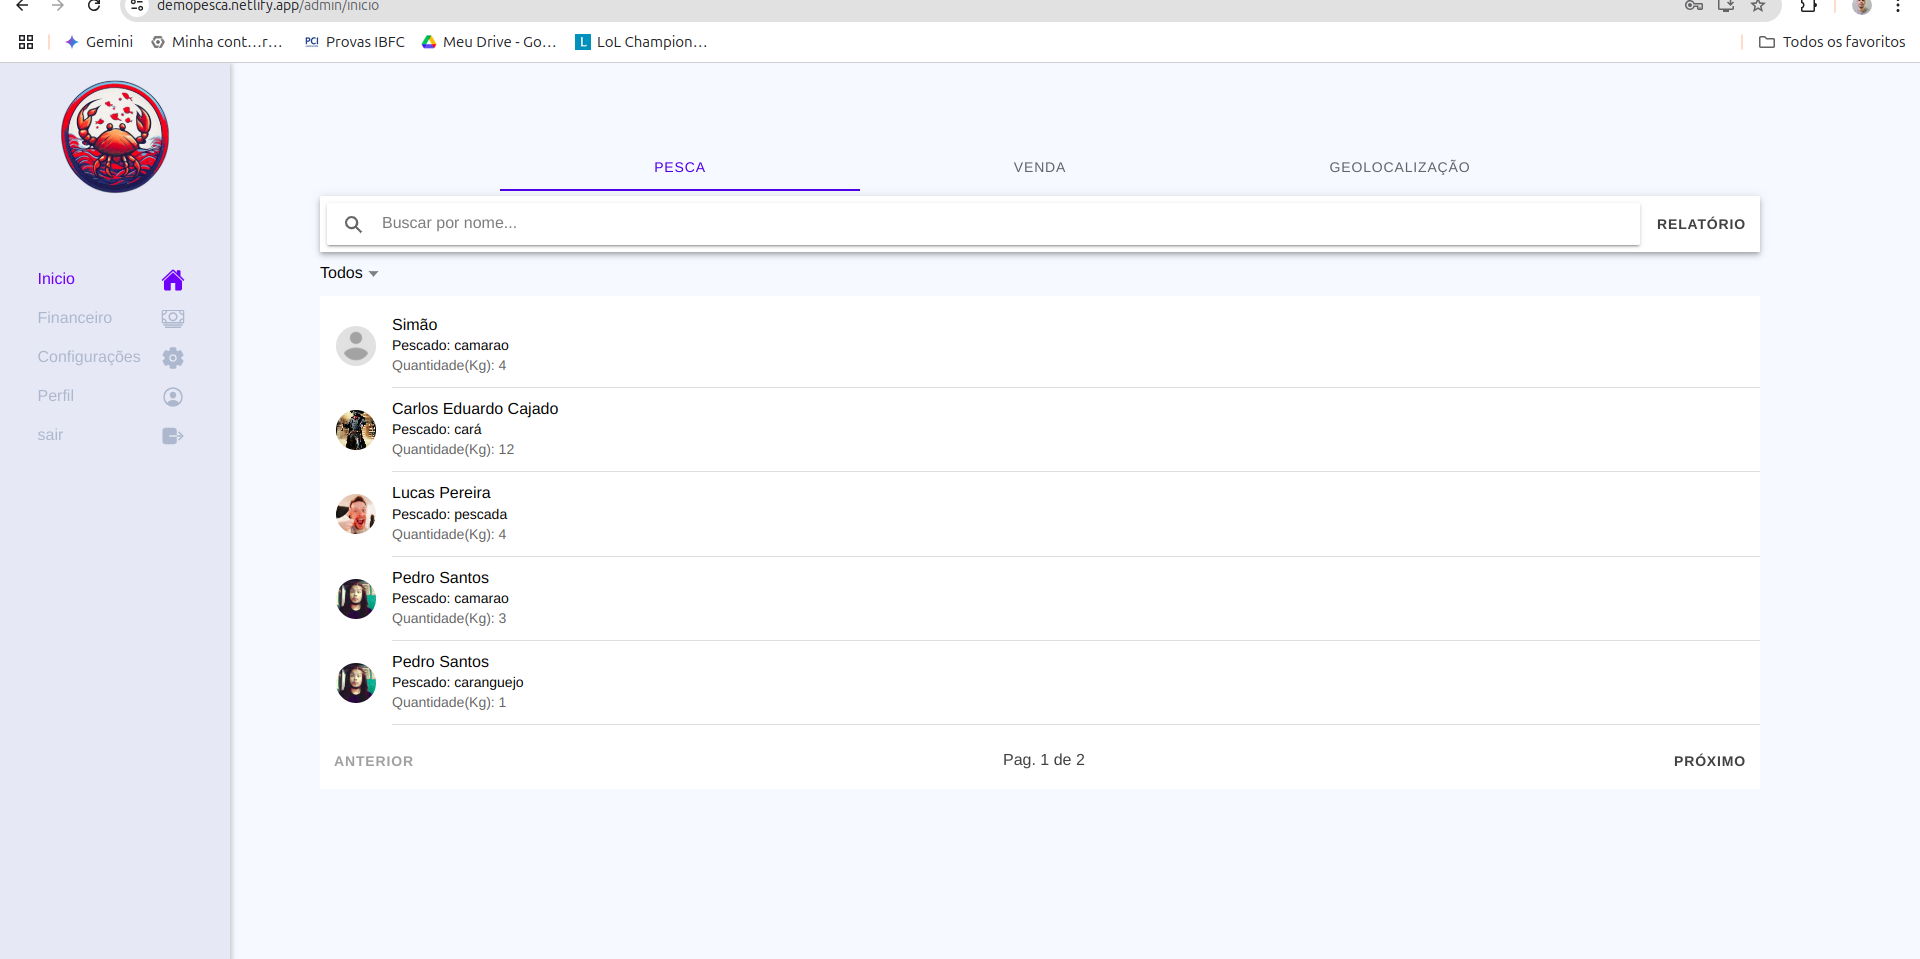 demopesca.netlify.app/admin/inicio
Gemini
Minha cont...r...
PCI Provas IBFC
Meu Drive - Go...
L LoL Champion...
Todos os favoritos
PESCA
VENDA
GEOLOCALIZAÇÃO
Buscar por nome...
RELATÓRIO
Todos
Inicio
Financeiro
Configurações
Perfil
sair
Simão
Pescado: camarao
Quantidade(Kg): 4
Carlos Eduardo Cajado
Pescado: cará
Quantidade(Kg): 12
Lucas Pereira
Pescado: pescada
Quantidade(Kg): 4
Pedro Santos
Pescado: camarao
Quantidade(Kg): 3
Pedro Santos
Pescado: caranguejo
Quantidade(Kg): 1
ANTERIOR
Pag. 1 de 2
PRÓXIMO